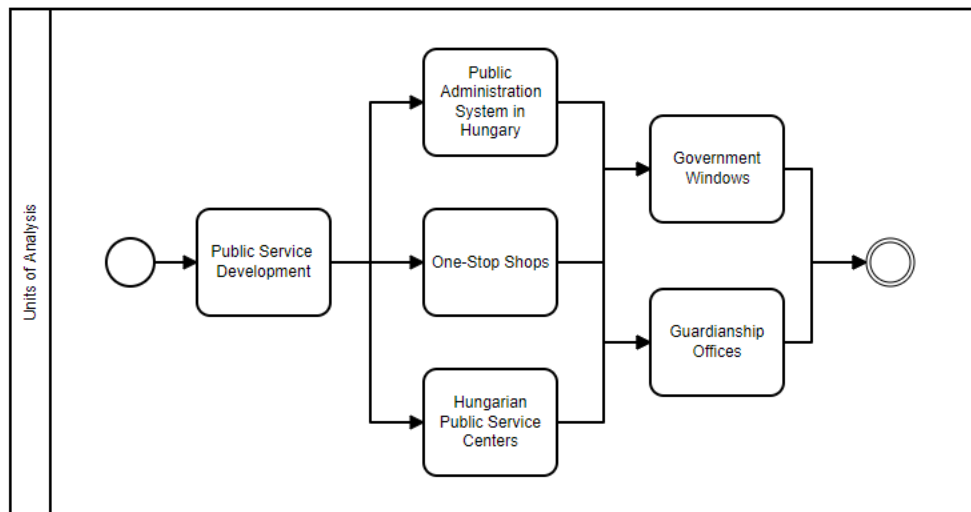 Units of Analysis
Public Service
Development
Public
Administration
System in
Hungary
One-Stop Shops
Hungarian
Public Service
Centers
Government
Windows
Guardianship
Offices